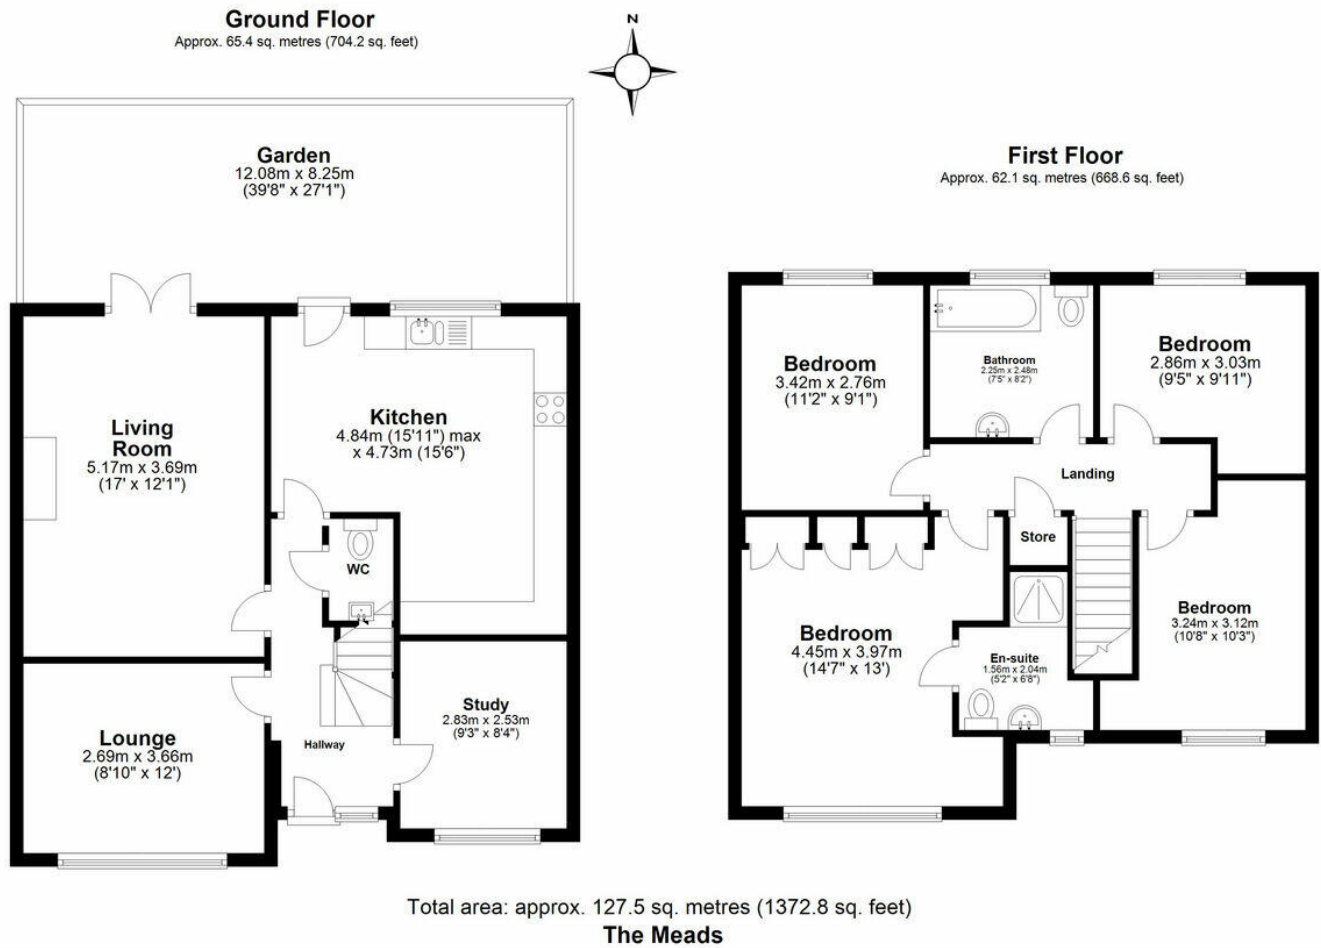 Ground Floor
Approx. 65.4 sq. metres (704.2 sq. feet)
N
Garden
12.08m x 8.25m
(39'8" x 27'1")
Living
Room
5.17m x 3.69m
(17' x 12'1")
Kitchen
4.84m (15'11") max
x 4.73m (15'6")
WC
Lounge
2.69m x 3.66m
(8'10" x 12')
Hallway
Study
2.83m x 2.53m
(9'3" x 8'4")
First Floor
Approx. 62.1 sq. metres (668.6 sq. feet)
Bedroom
3.42m x 2.76m
(11'2" x 9'1")
Bathroom
2.25m x 2.48m
(7'5" x 8'2")
Bedroom
2.86m x 3.03m
(9'5" x 9'11")
Landing
Store
Bedroom
4.45m x 3.97m
(14'7" x 13')
En-suite
1.56m x 2.04m
(5'2" x 6'8")
Bedroom
3.24m x 3.12m
(10'8" x 10'3")
Total area: approx. 127.5 sq. metres (1372.8 sq. feet)
The Meads